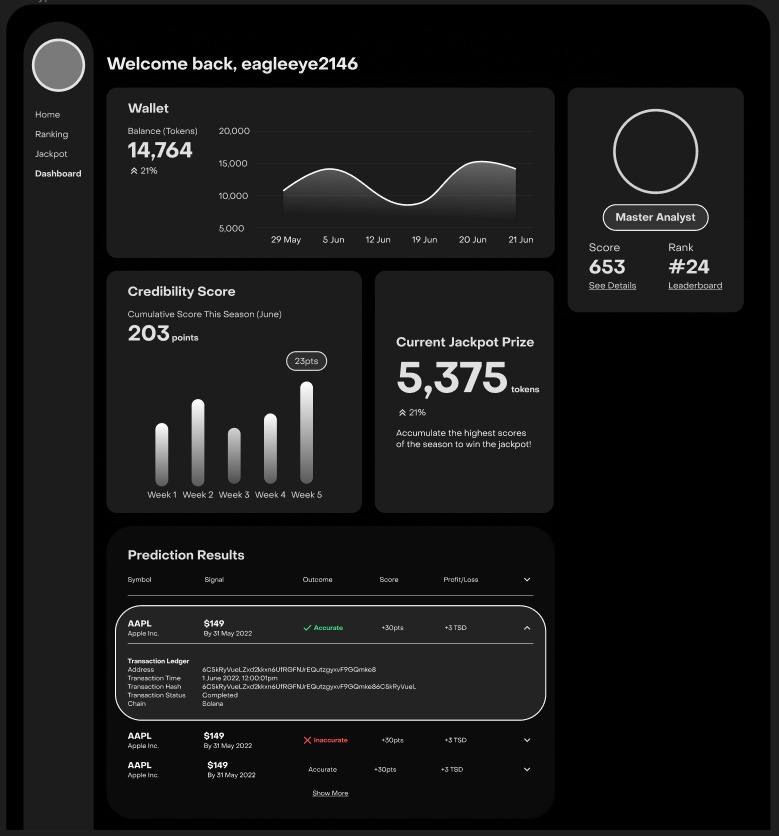 Welcome back, eagleeye2146
Home
Ranking
Jackpot
Dashboard
Wallet
Balance (Tokens)
14,764
21%
20,000
15,000
10,000
5,000
29 May 5 Jun 12 Jun 19 Jun 20 Jun 21 Jun
Master Analyst
Score Rank
653 #24
See Details Leaderboard
Credibility Score
Cumulative Score This Season (June)
203 points
23pts
Week 1 Week 2 Week 3 Week 4 Week 5
Current Jackpot Prize
5,375 tokens
21%
Accumulate the highest scores
of the season to win the jackpot!
Prediction Results
Symbol Signal Outcome Score Profit/Loss
AAPL $149
Apple Inc. By 31 May 2022 Accurate +30pts +3 TSD
Transaction Ledger
Address 6C5kRyVueLZxd2kkxn6UfRGFNJrEQutzgyxvF9GQmke8
Transaction Time 1 June 2022, 12:00:01pm
Transaction Hash 6C5kRyVueLZxd2kkxn6UfRGFNJrEQutzgyxvF9GQmke86C5kRyVueL
Transaction Status Completed
Chain Solana
AAPL $149
Apple Inc. By 31 May 2022 Inaccurate +30pts +3 TSD
AAPL $149
Apple Inc. By 31 May 2022 Accurate +30pts +3 TSD
Show More